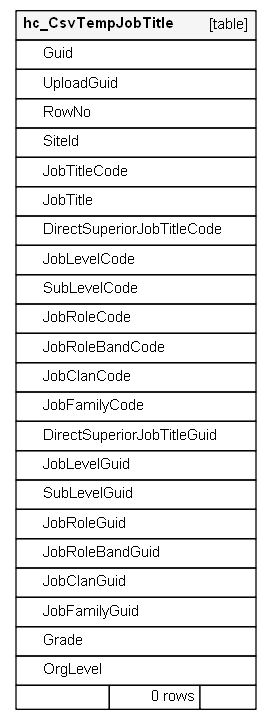 hc_CsvTempJobTitle [table]
Guid
UploadGuid
RowNo
SiteId
JobTitleCode
JobTitle
DirectSuperiorJobTitleCode
JobLevelCode
SubLevelCode
JobRoleCode
JobRoleBandCode
JobClanCode
JobFamilyCode
DirectSuperiorJobTitleGuid
JobLevelGuid
SubLevelGuid
JobRoleGuid
JobRoleBandGuid
JobClanGuid
JobFamilyGuid
Grade
OrgLevel
0 rows